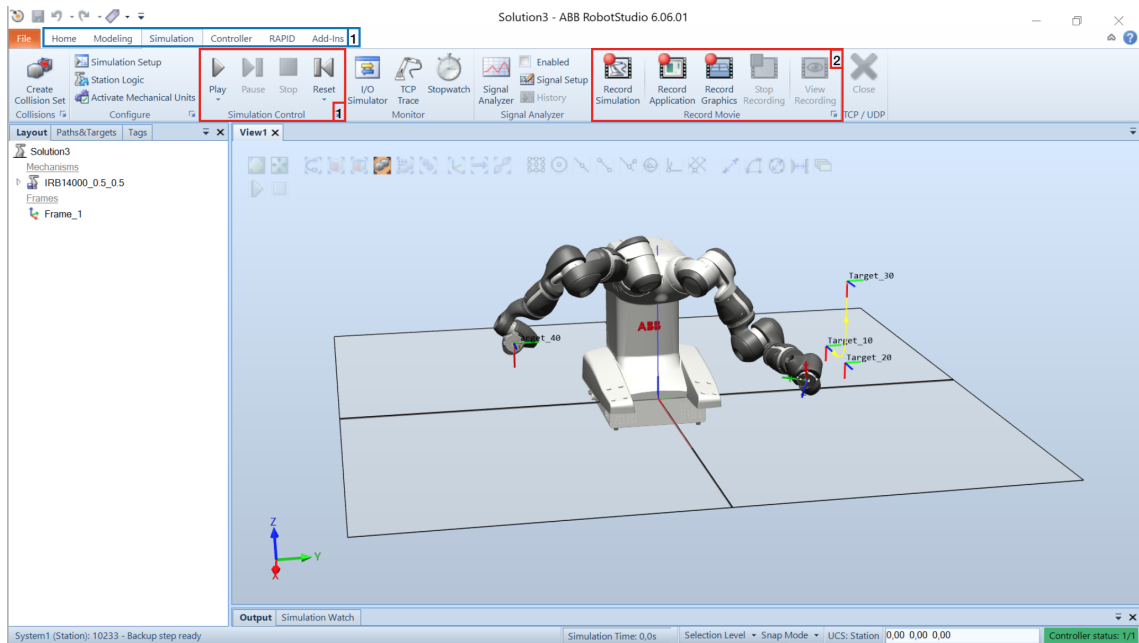 Solution3 - ABB RobotStudio 6.06.01
File Home Modeling Simulation Controller RAPID Add-Ins 1
Create Collision Set
Simulation Setup
Station Logic
Activate Mechanical Units
Play Pause Stop Reset
I/O Simulator
TCP Trace
Stopwatch
Signal Analyzer
Enabled
Signal Setup
History
Record Simulation
Record Application
Record Graphics
Stop Recording
View Recording
2
Close
Collisions Configure Simulation Control 1 Monitor Signal Analyzer Record Movie TCP / UDP
Layout Paths&Targets Tags
View1
Solution3
Mechanisms
IRB14000_0.5_0.5
Frames
Frame_1
Target_30
Target_40
Target_10
Target_20
ABB
Z
Y
X
Output Simulation Watch
System1 (Station): 10233 - Backup step ready
Simulation Time: 0,0s Selection Level Snap Mode UCS: Station 0,00 0,00 0,00 Controller status: 1/1